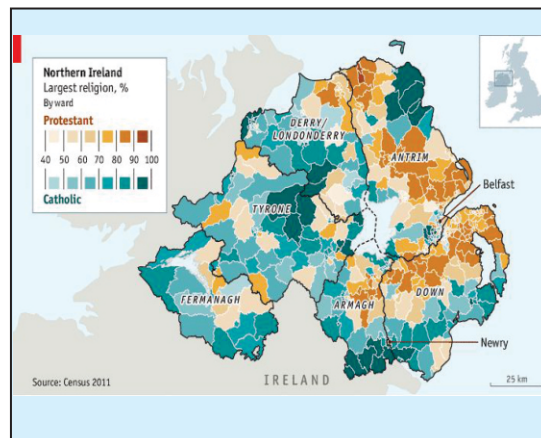 Northern Ireland
Largest religion, %
By ward
Protestant
40 50 60 70 80 90 100
Catholic
DERRY/
LONDONDERRY
ANTRIM
Belfast
TYRONE
FERMANAGH
ARMAGH
DOWN
Newry
Source: Census 2011
IRELAND
25 km